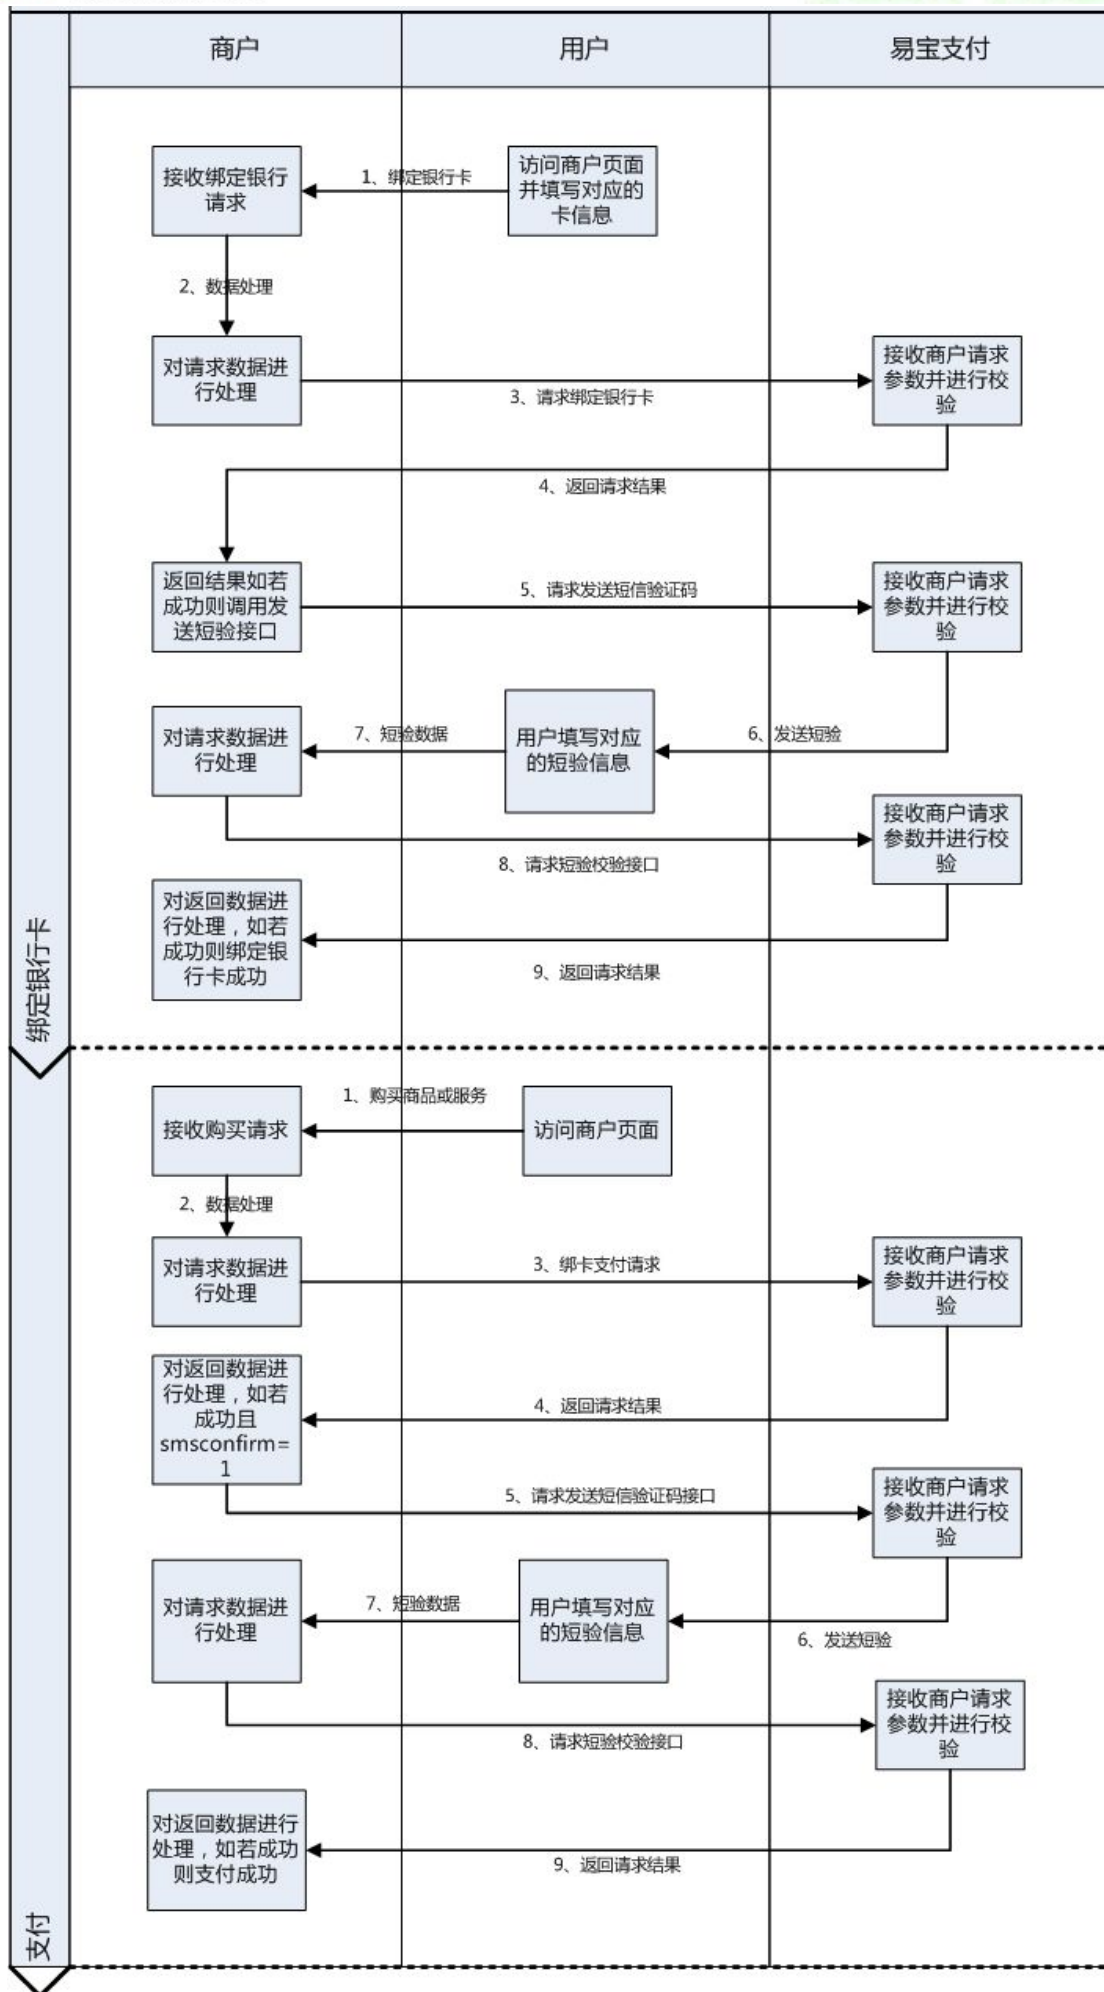 商户
用户
易宝支付
接收绑定银行
请求
1、绑定银行卡
访问商户页面
并填写对应的
卡信息
2、数据处理
对请求数据进
行处理
3、请求绑定银行卡
接收商户请求
参数并进行校
验
4、返回请求结果
返回结果如若
成功则调用发
送短验接口
5、请求发送短信验证码
接收商户请求
参数并进行校
验
对请求数据进
行处理
7、短验数据
用户填写对应
的短验信息
6、发送短验
8、请求短验校验接口
接收商户请求
参数并进行校
验
对返回数据进
行处理，如若
成功则绑定银
行卡成功
9、返回请求结果
绑定银行卡
接收购买请求
1、购买商品或服务
访问商户页面
2、数据处理
对请求数据进
行处理
3、绑卡支付请求
接收商户请求
参数并进行校
验
对返回数据进
行处理，如若
成功且
smsconfirm=
1
4、返回请求结果
5、请求发送短信验证码接口
接收商户请求
参数并进行校
验
对请求数据进
行处理
7、短验数据
用户填写对应
的短验信息
6、发送短验
8、请求短验校验接口
接收商户请求
参数并进行校
验
对返回数据进行
处理，如若成功
则支付成功
9、返回请求结果
支付